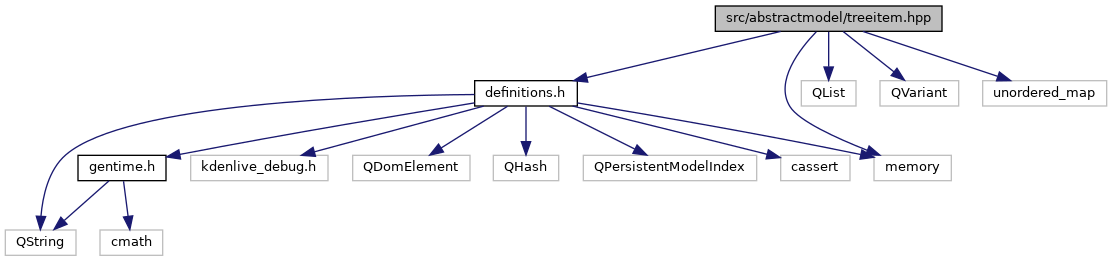 src/abstractmodel/treeitem.hpp
definitions.h
QList
QVariant
unordered_map
gentime.h
kdenlive_debug.h
QDomElement
QHash
QPersistentModelIndex
cassert
memory
QString
cmath